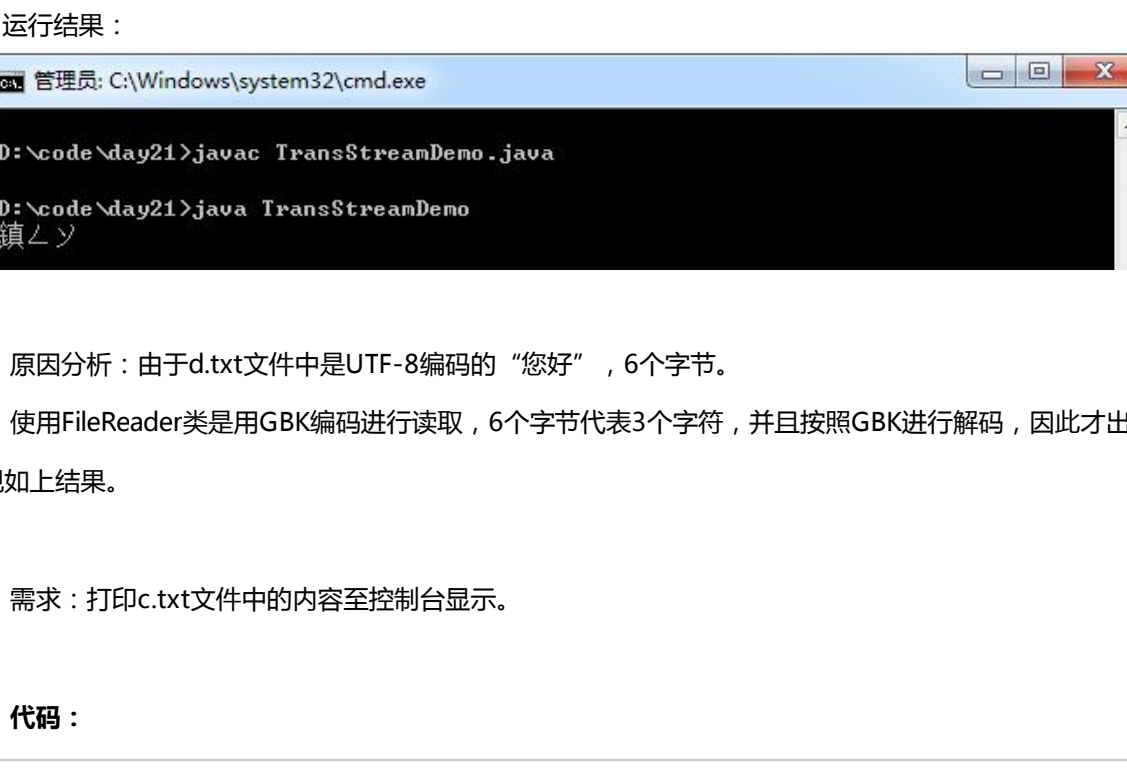 运行结果：
管理员: C:\Windows\system32\cmd.exe
D:\code\day21>javac TransStreamDemo.java
D:\code\day21>java TransStreamDemo
鎮ㄥソ
原因分析：由于d.txt文件中是UTF-8编码的“您好”，6个字节。
使用FileReader类是用GBK编码进行读取，6个字节代表3个字符，并且按照GBK进行解码，因此才出
现如上结果。
需求：打印c.txt文件中的内容至控制台显示。
代码：